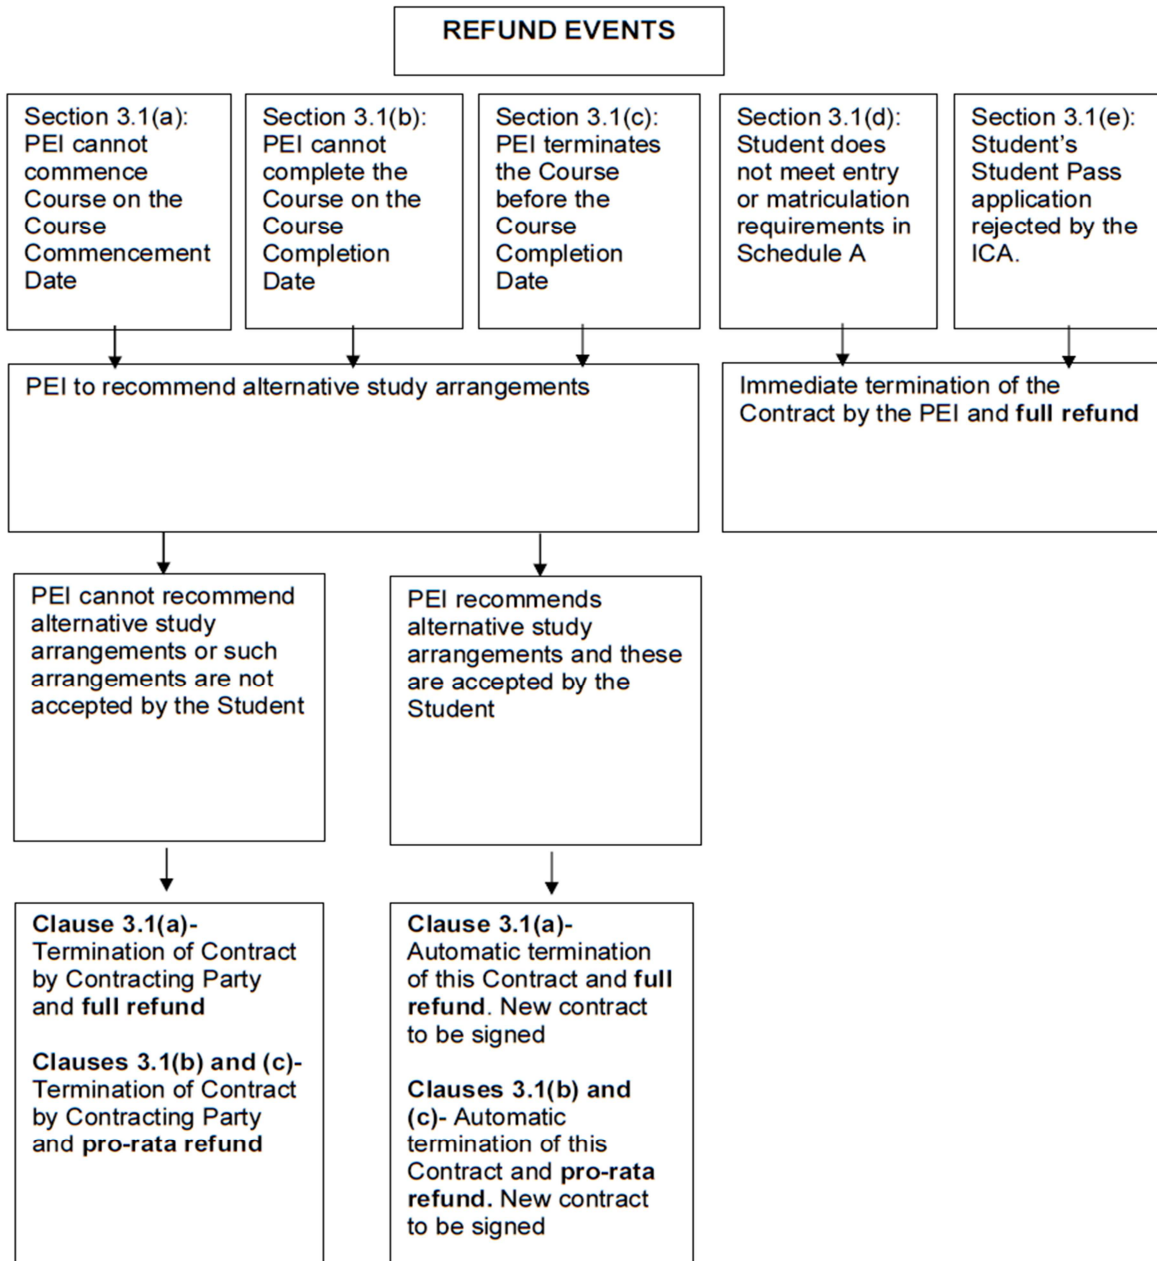 REFUND EVENTS
Section 3.1(a):
PEI cannot
commence
Course on the
Course
Commencement
Date
Section 3.1(b):
PEI cannot
complete the
Course on the
Course
Completion
Date
Section 3.1(c):
PEI terminates
the Course
before the
Course
Completion
Date
Section 3.1(d):
Student does
not meet entry
or matriculation
requirements in
Schedule A
Section 3.1(e):
Student’s
Student Pass
application
rejected by the
ICA.
PEI to recommend alternative study arrangements
Immediate termination of the
Contract by the PEI and full refund
PEI cannot recommend
alternative study
arrangements or such
arrangements are not
accepted by the Student
PEI recommends
alternative study
arrangements and these
are accepted by the
Student
Clause 3.1(a)-
Termination of Contract
by Contracting Party
and full refund
Clauses 3.1(b) and (c)-
Termination of Contract
by Contracting Party
and pro-rata refund
Clause 3.1(a)-
Automatic termination
of this Contract and full
refund. New contract
to be signed
Clauses 3.1(b) and
(c)- Automatic
termination of this
Contract and pro-rata
refund. New contract
to be signed